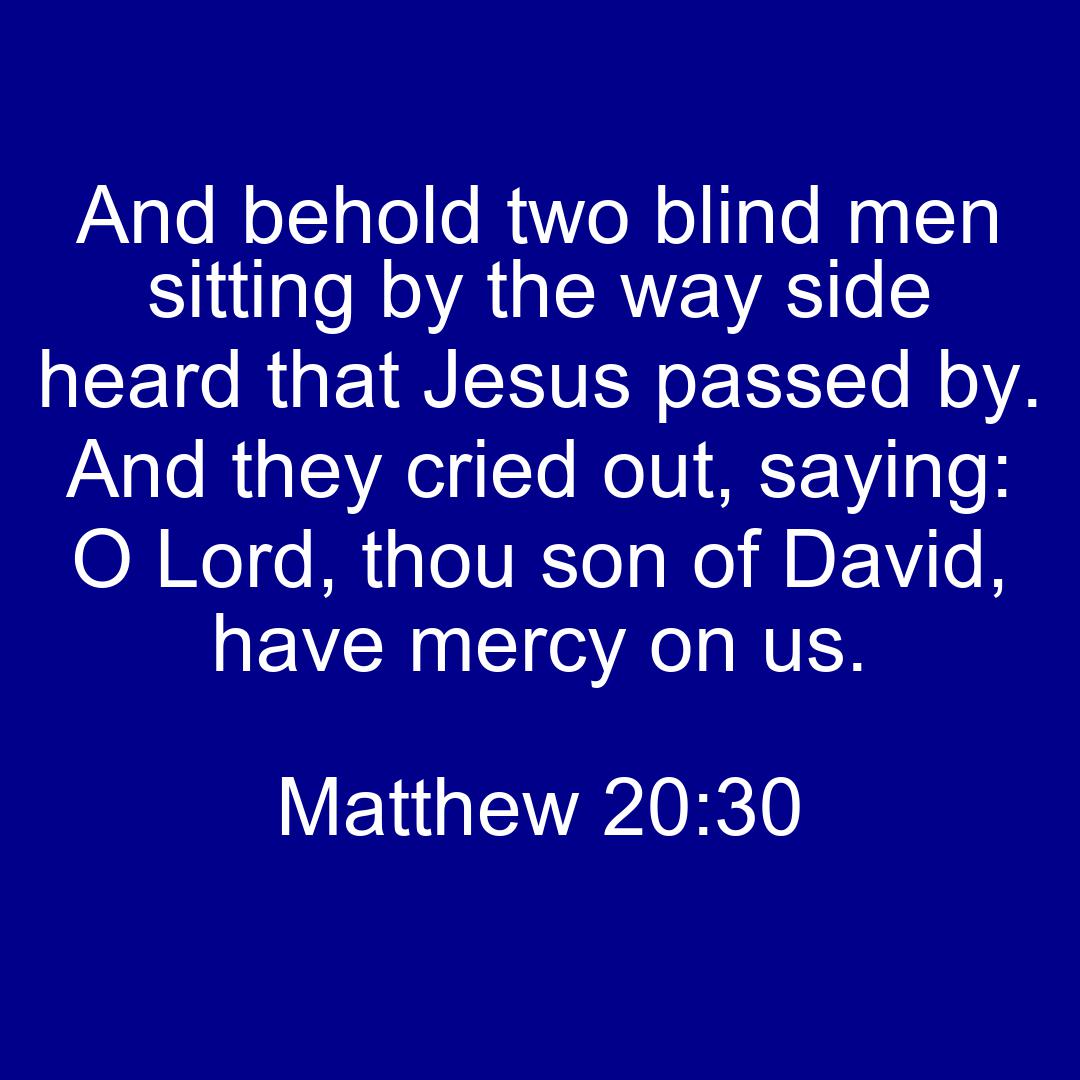 And behold two blind men
sitting by the way side
heard that Jesus passed by.
And they cried out, saying:
O Lord, thou son of David,
have mercy on us.
Matthew 20:30